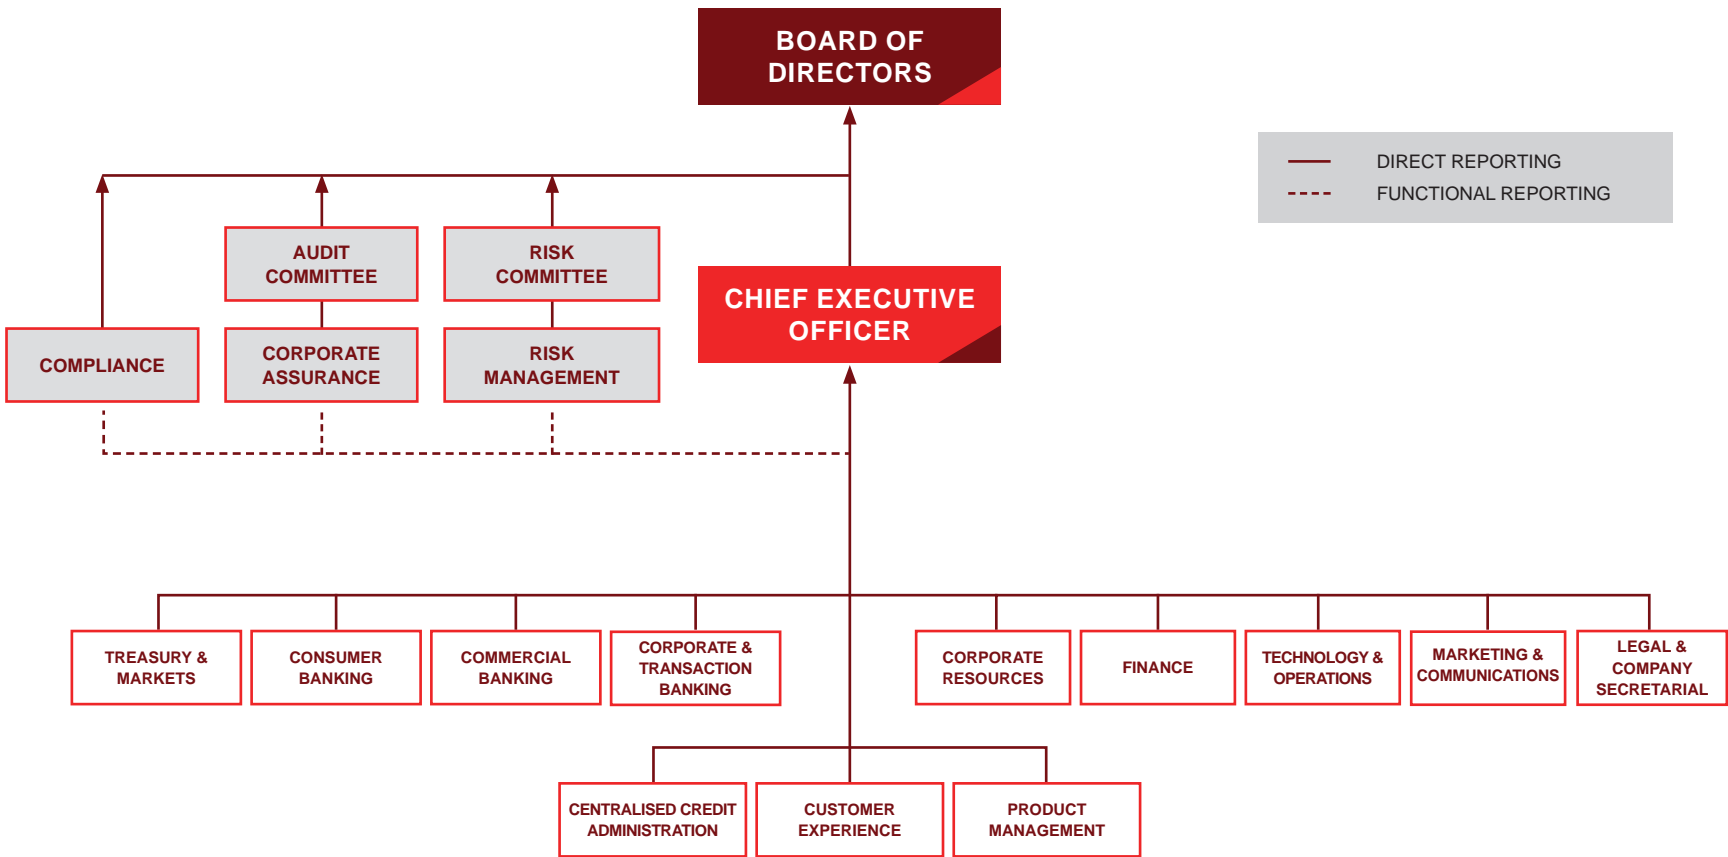 BOARD OF
DIRECTORS
DIRECT REPORTING
FUNCTIONAL REPORTING
AUDIT
COMMITTEE
RISK
COMMITTEE
CHIEF EXECUTIVE
OFFICER
COMPLIANCE
CORPORATE
ASSURANCE
RISK
MANAGEMENT
TREASURY &
MARKETS
CONSUMER
BANKING
COMMERCIAL
BANKING
CORPORATE &
TRANSACTION
BANKING
CORPORATE
RESOURCES
FINANCE
TECHNOLOGY &
OPERATIONS
MARKETING &
COMMUNICATIONS
LEGAL &
COMPANY
SECRETARIAL
CENTRALISED CREDIT
ADMINISTRATION
CUSTOMER
EXPERIENCE
PRODUCT
MANAGEMENT